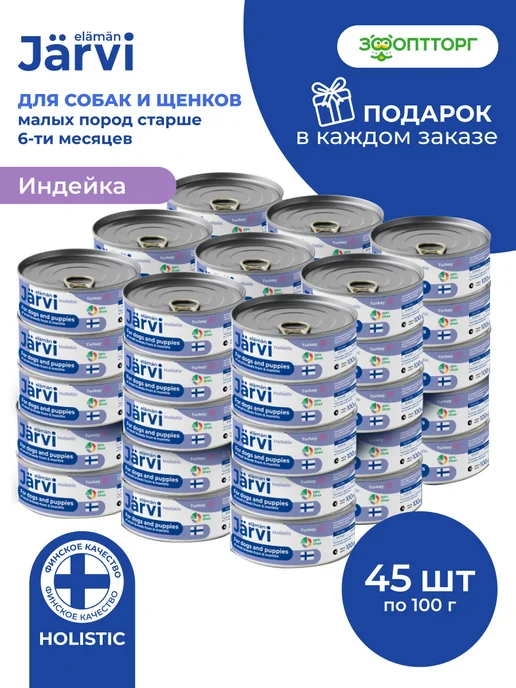 elämän
Järvi
ЗООПТТОРГ
ДЛЯ СОБАК И ЩЕНКОВ
малых пород старше
6-ти месяцев
ПОДАРОК
в каждом заказе
Индейка
elämän
Järvi
Holistic
Turkey
For dogs and puppies
ФИНСКОЕ КАЧЕСТВО
ФИНСКОЕ КАЧЕСТВО
HOLISTIC
45 шт
по 100 г